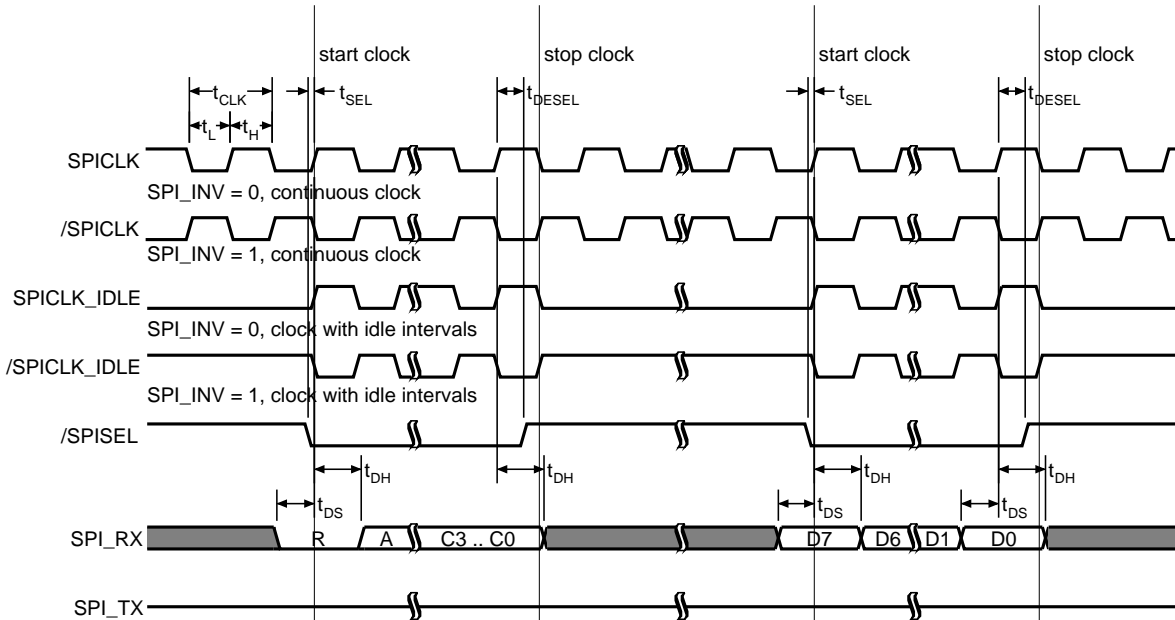 start clock stop clock start clock stop clock
tCLK tSEL tDESEL tSEL tDESEL
tL tH
SPICLK
SPI_INV = 0, continuous clock
/SPICLK
SPI_INV = 1, continuous clock
SPICLK_IDLE
SPI_INV = 0, clock with idle intervals
/SPICLK_IDLE
SPI_INV = 1, clock with idle intervals
/SPISEL
tDH tDH tDH tDH
tDS tDS tDS
SPI_RX R A C3 .. C0 D7 D6 D1 D0
SPI_TX